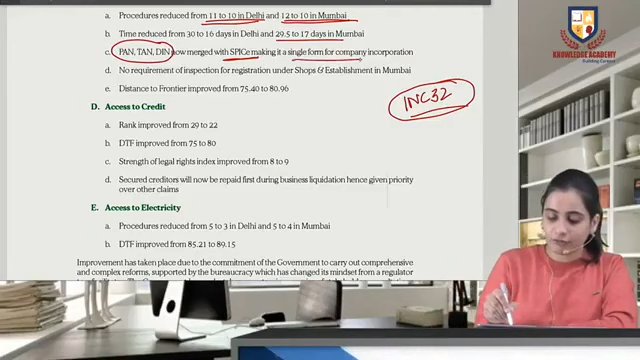 a. Procedures reduced from 11 to 10 in Delhi and 12 to 10 in Mumbai
b. Time reduced from 30 to 16 days in Delhi and 29.5 to 17 days in Mumbai
c. PAN, TAN, DIN now merged with SPICe making it a single form for company incorporation
d. No requirement of inspection for registration under Shops & Establishment in Mumbai
e. Distance to Frontier improved from 75.40 to 80.96
INC32
D. Access to Credit
a. Rank improved from 29 to 22
b. DTF improved from 75 to 80
c. Strength of legal rights index improved from 8 to 9
d. Secured creditors will now be repaid first during business liquidation hence given priority
over other claims
E. Access to Electricity
a. Procedures reduced from 5 to 3 in Delhi and 5 to 4 in Mumbai
b. DTF improved from 85.21 to 89.15
Improvement has taken place due to the commitment of the Government to carry out comprehensive
and complex reforms, supported by the bureaucracy which has changed its mindset from a regulator
KNOWLEDGE ACADEMY
Building Careers